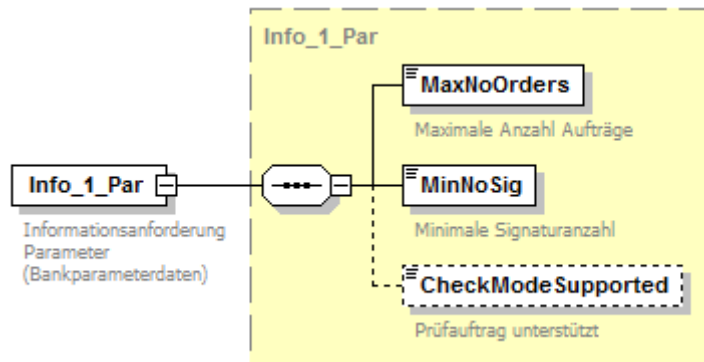 Info_1_Par
MaxNoOrders
Maximale Anzahl Aufträge
Info_1_Par
MinNoSig
Informationsanforderung
Parameter
(Bankparameterdaten)
Minimale Signaturanzahl
CheckModeSupported
Prüfauftrag unterstützt